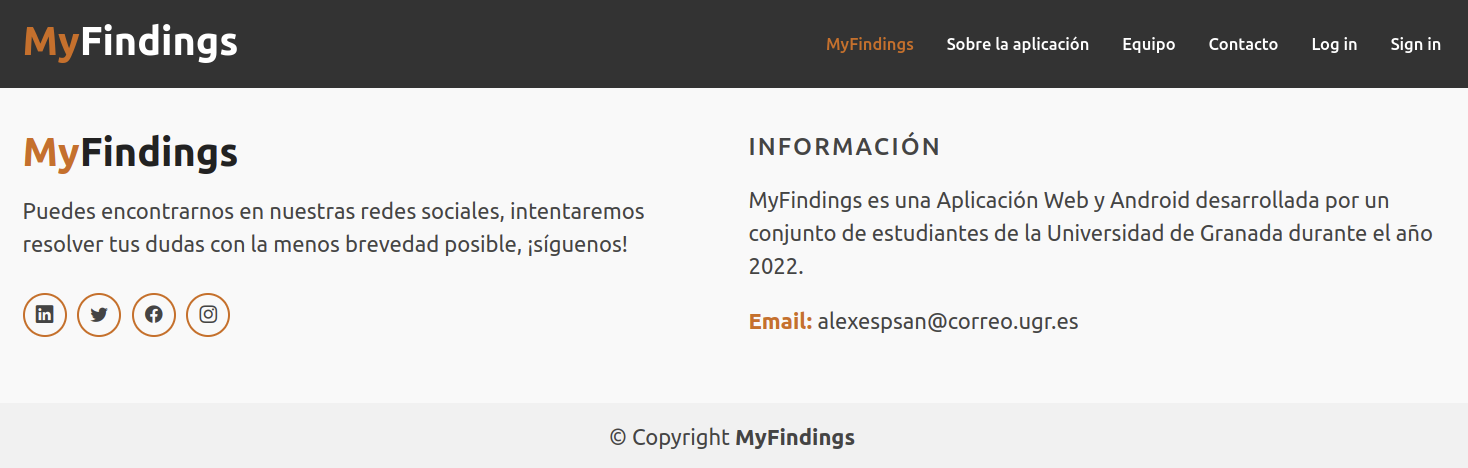 MyFindings
MyFindings Sobre la aplicación Equipo Contacto Log in Sign in
MyFindings
Puedes encontrarnos en nuestras redes sociales, intentaremos
resolver tus dudas con la menos brevedad posible, ¡síguenos!
INFORMACIÓN
MyFindings es una Aplicación Web y Android desarrollada por un
conjunto de estudiantes de la Universidad de Granada durante el año
2022.
Email: alexespsan@correo.ugr.es
© Copyright MyFindings